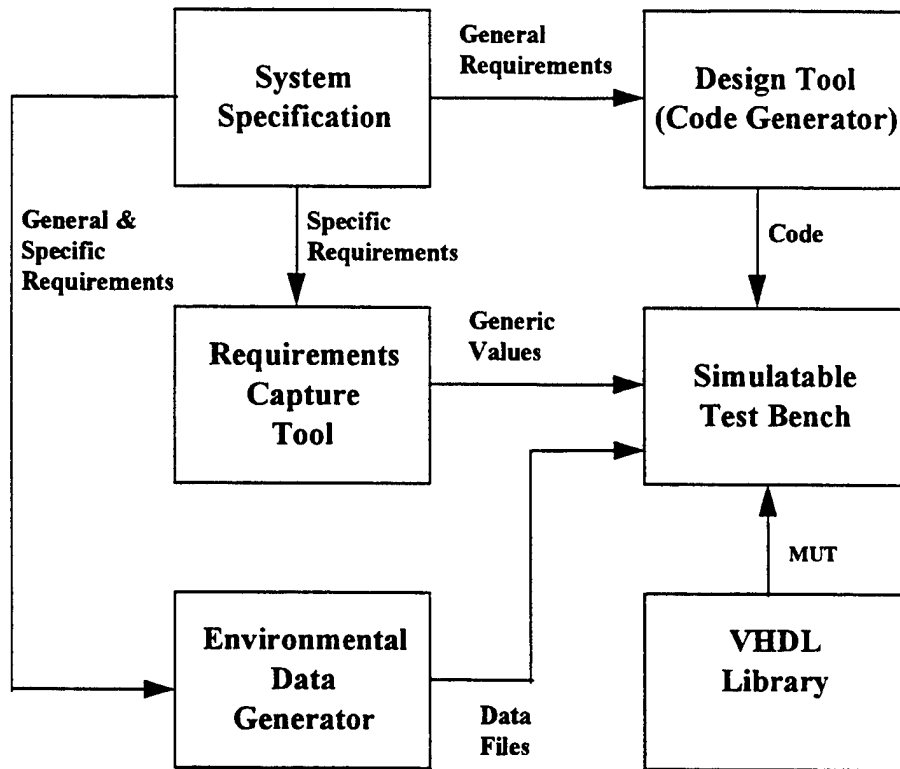 System
Specification
General
Requirements
Design Tool
(Code Generator)
General &
Specific
Requirements
Specific
Requirements
Code
Requirements
Capture
Tool
Generic
Values
Simulatable
Test Bench
MUT
Environmental
Data
Generator
Data
Files
VHDL
Library